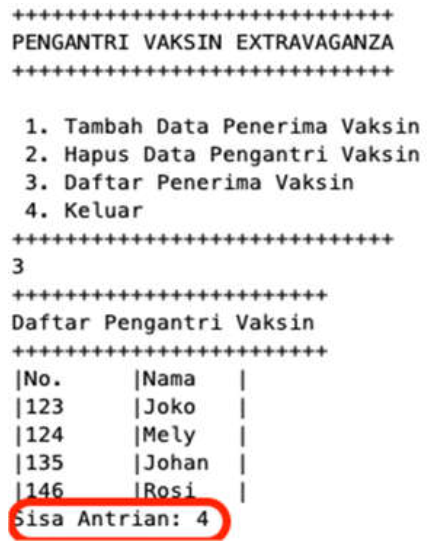 +++++++++++++++++++++++++++++
PENGANTRI VAKSIN EXTRAVAGANZA
+++++++++++++++++++++++++++++
1. Tambah Data Penerima Vaksin
2. Hapus Data Pengantri Vaksin
3. Daftar Penerima Vaksin
4. Keluar
+++++++++++++++++++++++++++++
3
++++++++++++++++++++++++
Daftar Pengantri Vaksin
++++++++++++++++++++++++
|No. |Nama |
|123 |Joko |
|124 |Mely |
|135 |Johan |
|146 |Rosi |
Sisa Antrian: 4